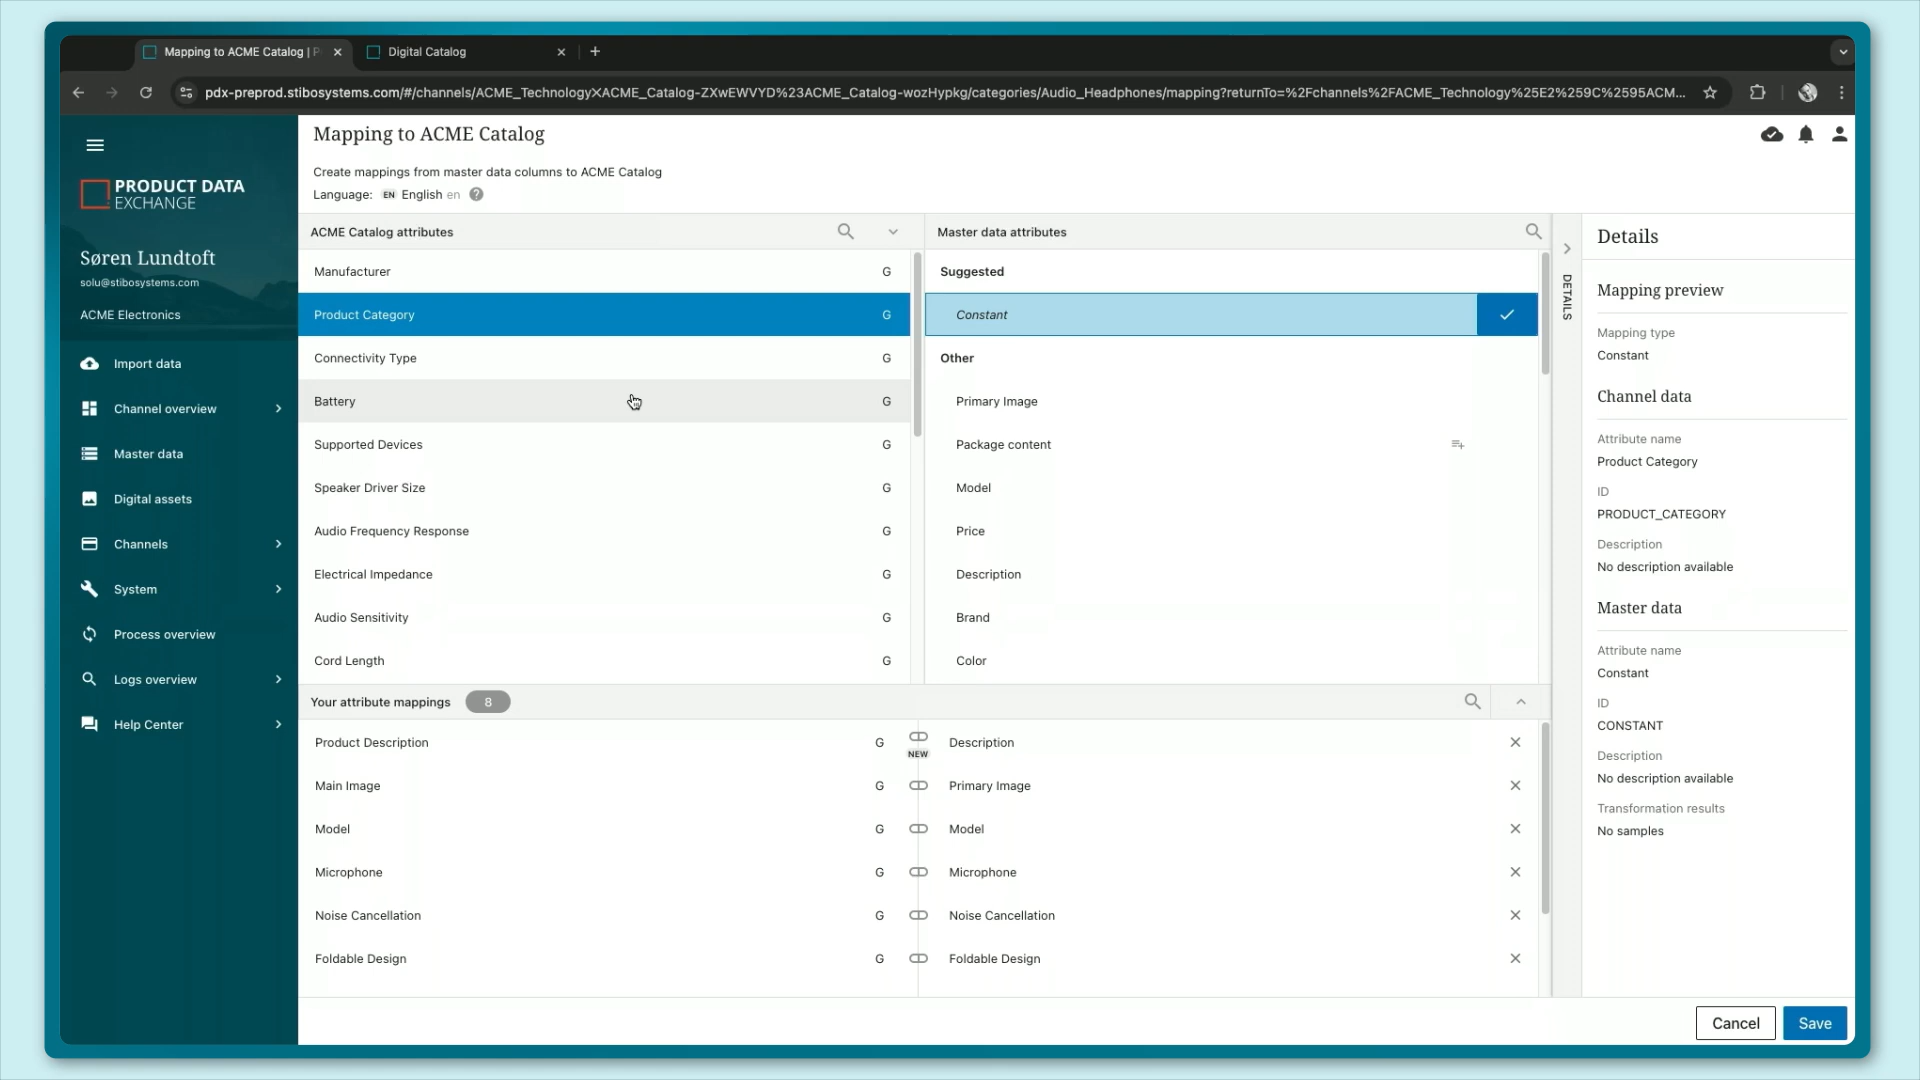 Mapping to ACME Catalog | P
Digital Catalog
pdx-preprod.stibosystems.com/#/channels/ACME_Technology✕ACME_Catalog-ZXwEWVYD%23ACME_Catalog-wozHypkg/categories/Audio_Headphones/mapping?returnTo=%2Fchannels%2FACME_Technology%25E2%259C%2595ACM...
PRODUCT DATA
EXCHANGE
Søren Lundtoft
solu@stibosystems.com
ACME Electronics
Import data
Channel overview
Master data
Digital assets
Channels
System
Process overview
Logs overview
Help Center
Mapping to ACME Catalog
Create mappings from master data columns to ACME Catalog
Language: EN English en ?
ACME Catalog attributes
Manufacturer G
Product Category G
Connectivity Type G
Battery G
Supported Devices G
Speaker Driver Size G
Audio Frequency Response G
Electrical Impedance G
Audio Sensitivity G
Cord Length G
Master data attributes
Suggested
Constant
Other
Primary Image
Package content
Model
Price
Description
Brand
Color
Your attribute mappings 8
Product Description G NEW Description
Main Image G Primary Image
Model G Model
Microphone G Microphone
Noise Cancellation G Noise Cancellation
Foldable Design G Foldable Design
DETAILS
Details
Mapping preview
Mapping type
Constant
Channel data
Attribute name
Product Category
ID
PRODUCT_CATEGORY
Description
No description available
Master data
Attribute name
Constant
ID
CONSTANT
Description
No description available
Transformation results
No samples
Cancel
Save